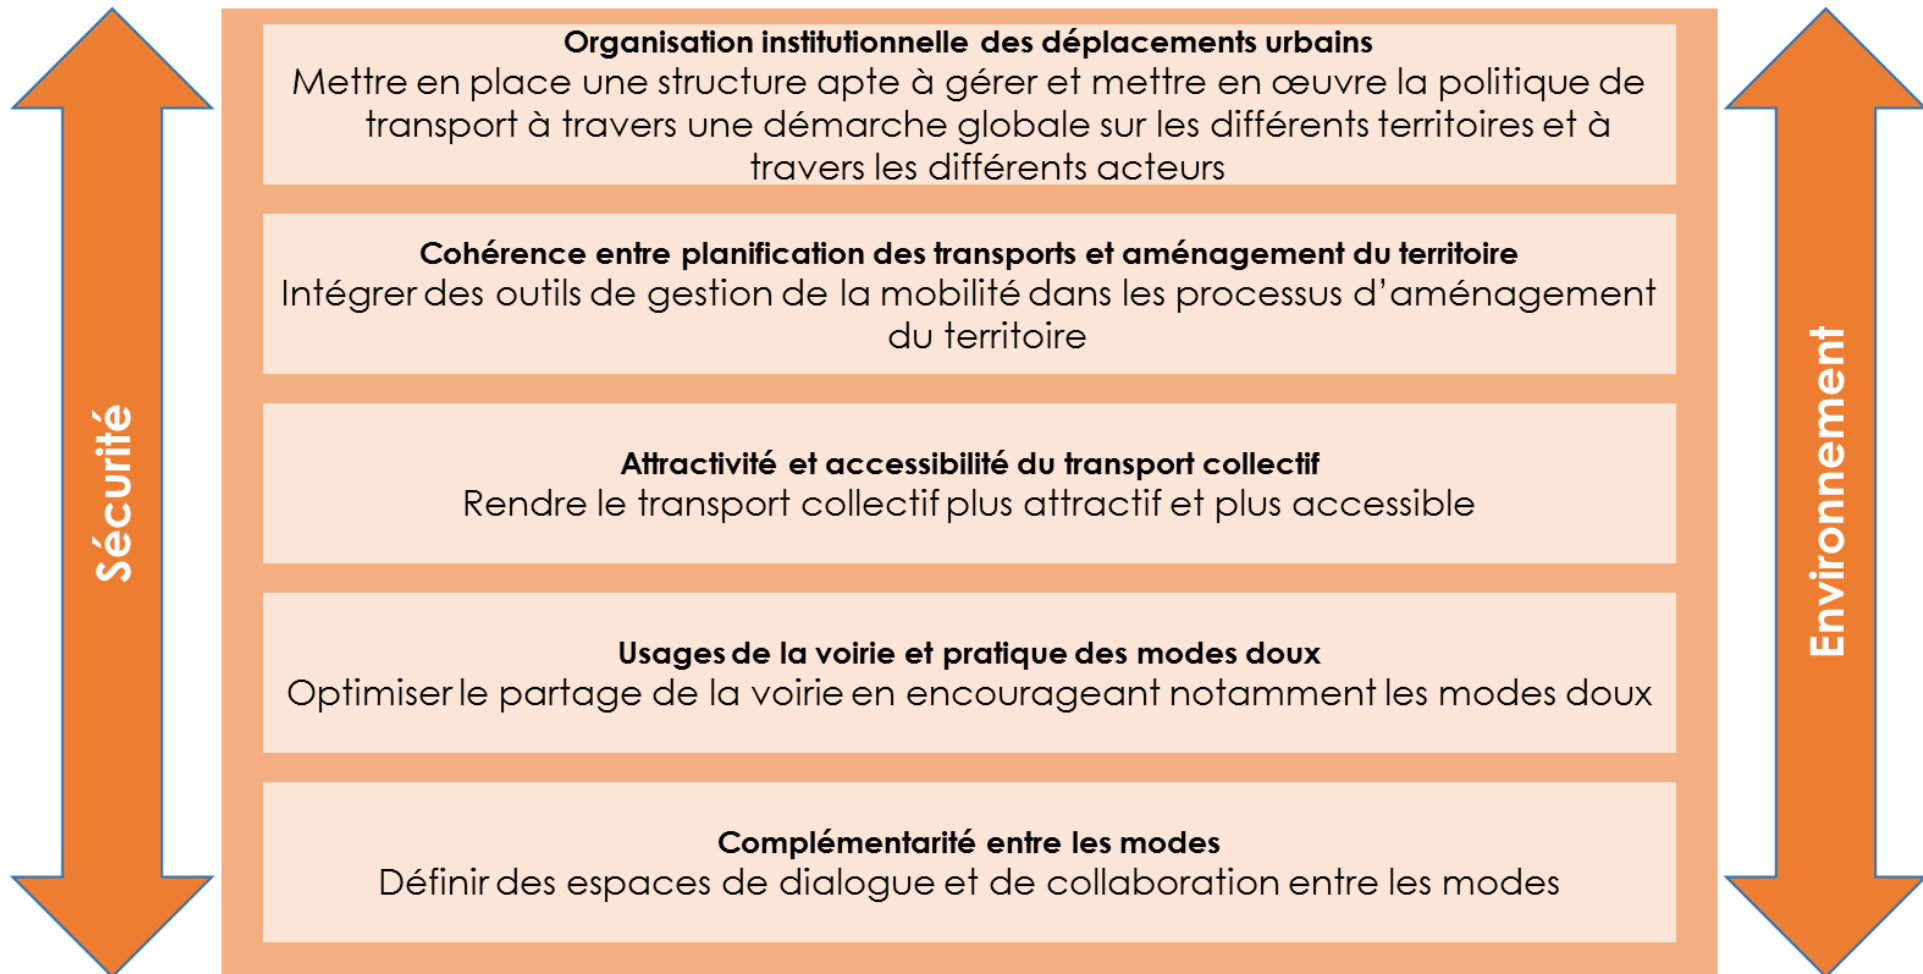 Sécurité
Organisation institutionnelle des déplacements urbains
Mettre en place une structure apte à gérer et mettre en œuvre la politique de
transport à travers une démarche globale sur les différents territoires et à
travers les différents acteurs
Cohérence entre planification des transports et aménagement du territoire
Intégrer des outils de gestion de la mobilité dans les processus d’aménagement
du territoire
Attractivité et accessibilité du transport collectif
Rendre le transport collectif plus attractif et plus accessible
Usages de la voirie et pratique des modes doux
Optimiser le partage de la voirie en encourageant notamment les modes doux
Complémentarité entre les modes
Définir des espaces de dialogue et de collaboration entre les modes
Environnement